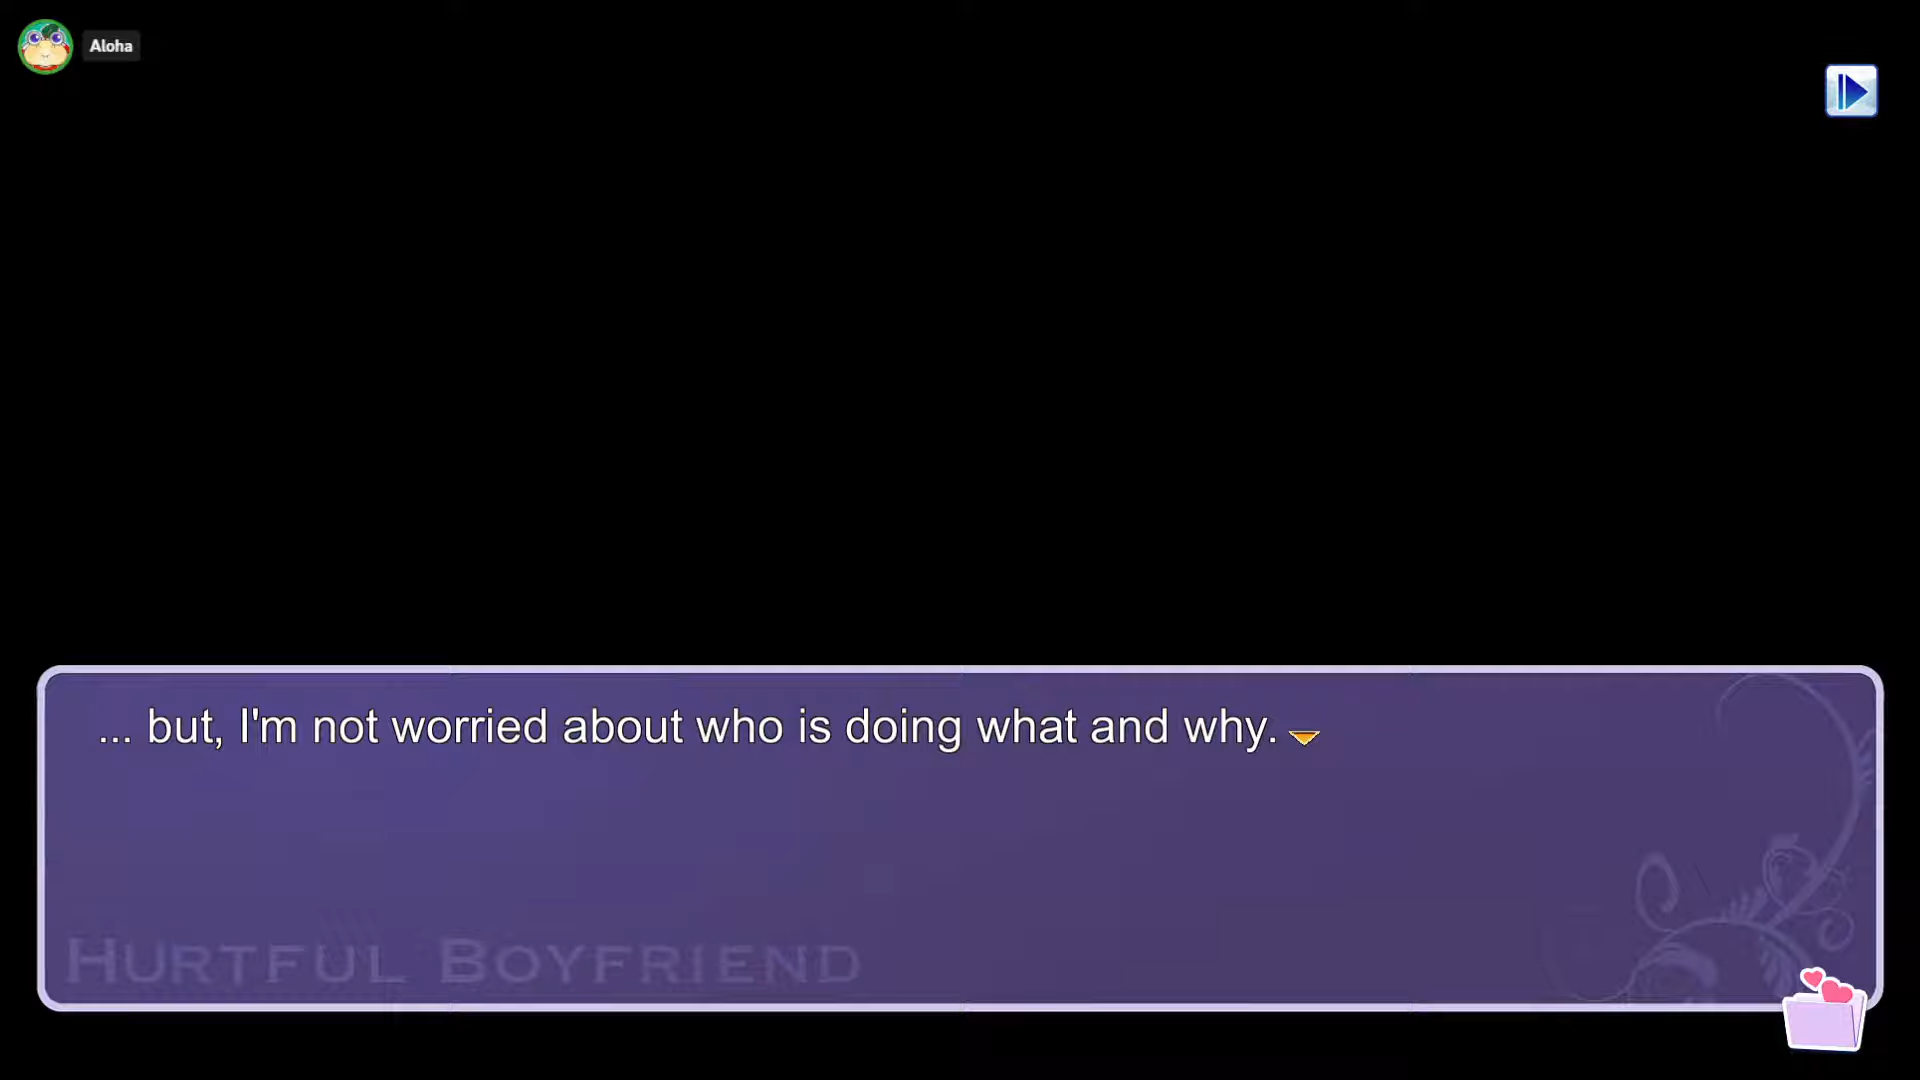 Aloha
... but, I'm not worried about who is doing what and why.
HURTFUL BOYFRIEND